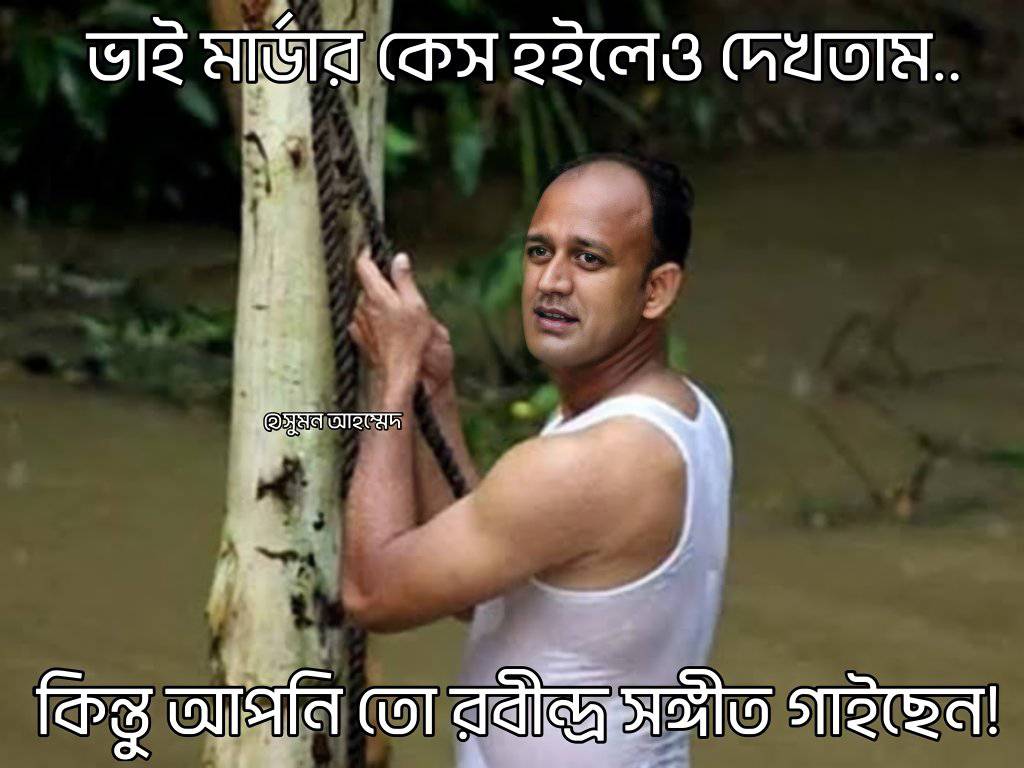 ভাই মার্ডার কেস হইলেও দেখতাম..
@সুমন আহম্মেদ
কিন্তু আপনি তো রবীন্দ্র সঙ্গীত গাইছেন!